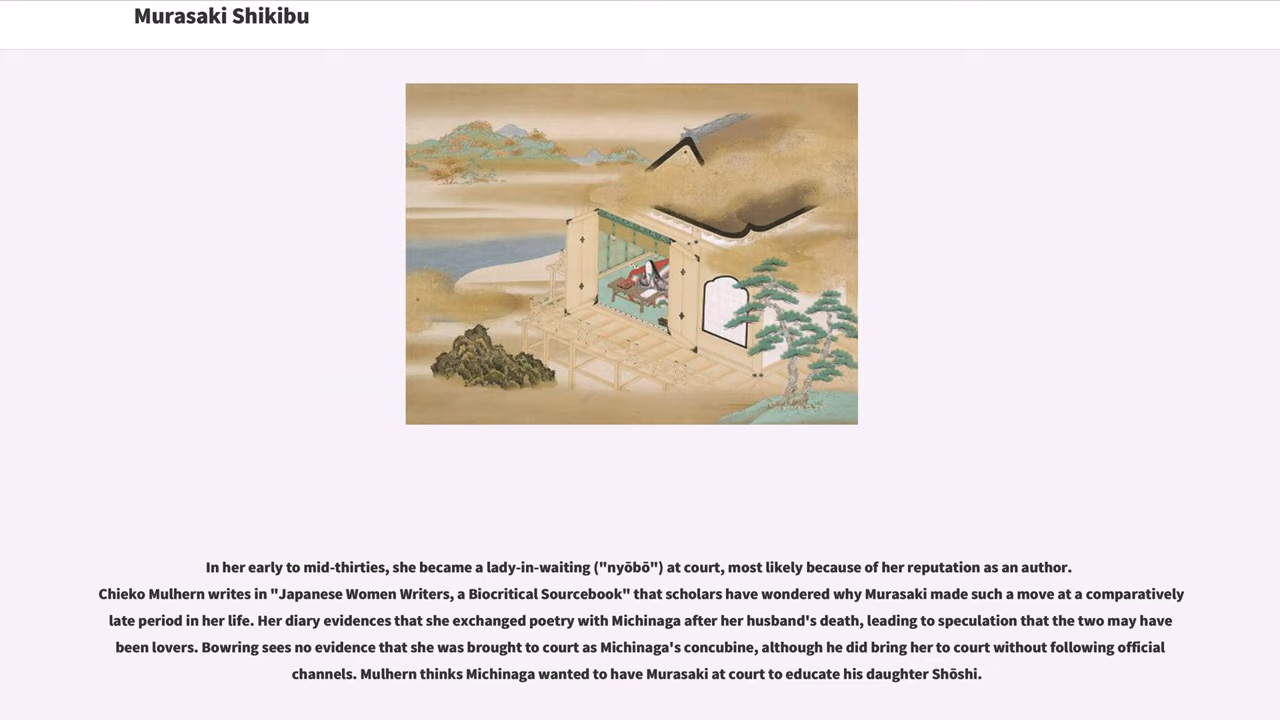 Murasaki Shikibu
In her early to mid-thirties, she became a lady-in-waiting ("nyōbō") at court, most likely because of her reputation as an author.
Chieko Mulhern writes in "Japanese Women Writers, a Biocritical Sourcebook" that scholars have wondered why Murasaki made such a move at a comparatively
late period in her life. Her diary evidences that she exchanged poetry with Michinaga after her husband's death, leading to speculation that the two may have
been lovers. Bowring sees no evidence that she was brought to court as Michinaga's concubine, although he did bring her to court without following official
channels. Mulhern thinks Michinaga wanted to have Murasaki at court to educate his daughter Shōshi.